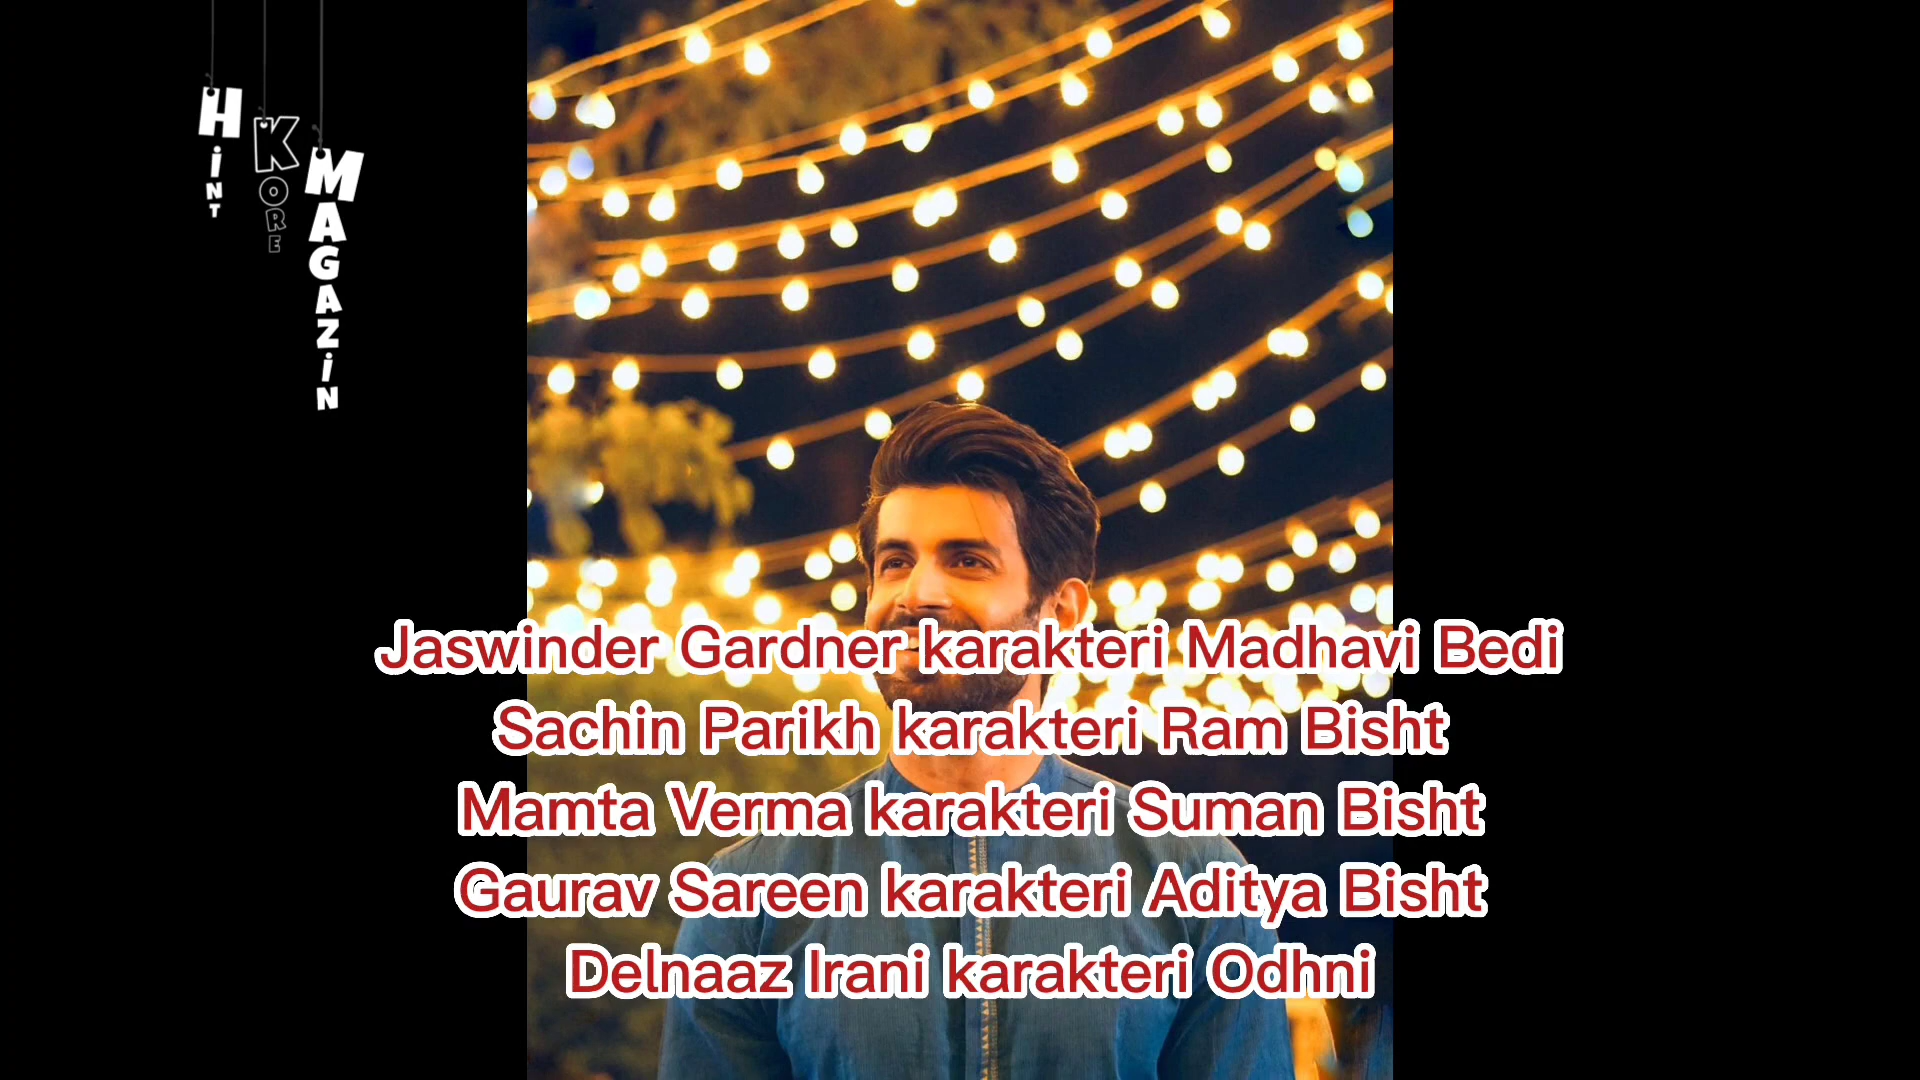 HiNT
KORE
MAGAZiN
Jaswinder Gardner karakteri Madhavi Bedi
Sachin Parikh karakteri Ram Bisht
Mamta Verma karakteri Suman Bisht
Gaurav Sareen karakteri Aditya Bisht
Delnaaz Irani karakteri Odhni